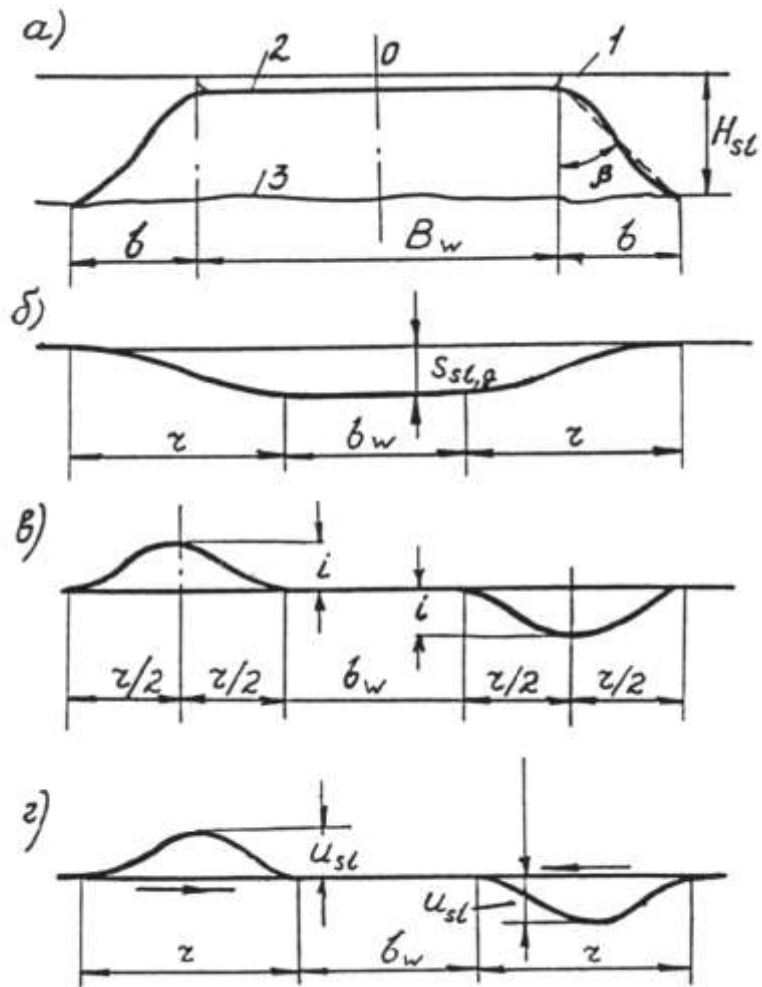 а)
2 0 1
H_sl
β
3
b B_w b
б)
S_sl,g
r b_w r
в)
i i
r/2 r/2 b_w r/2 r/2
г)
u_sl u_sl
r b_w r